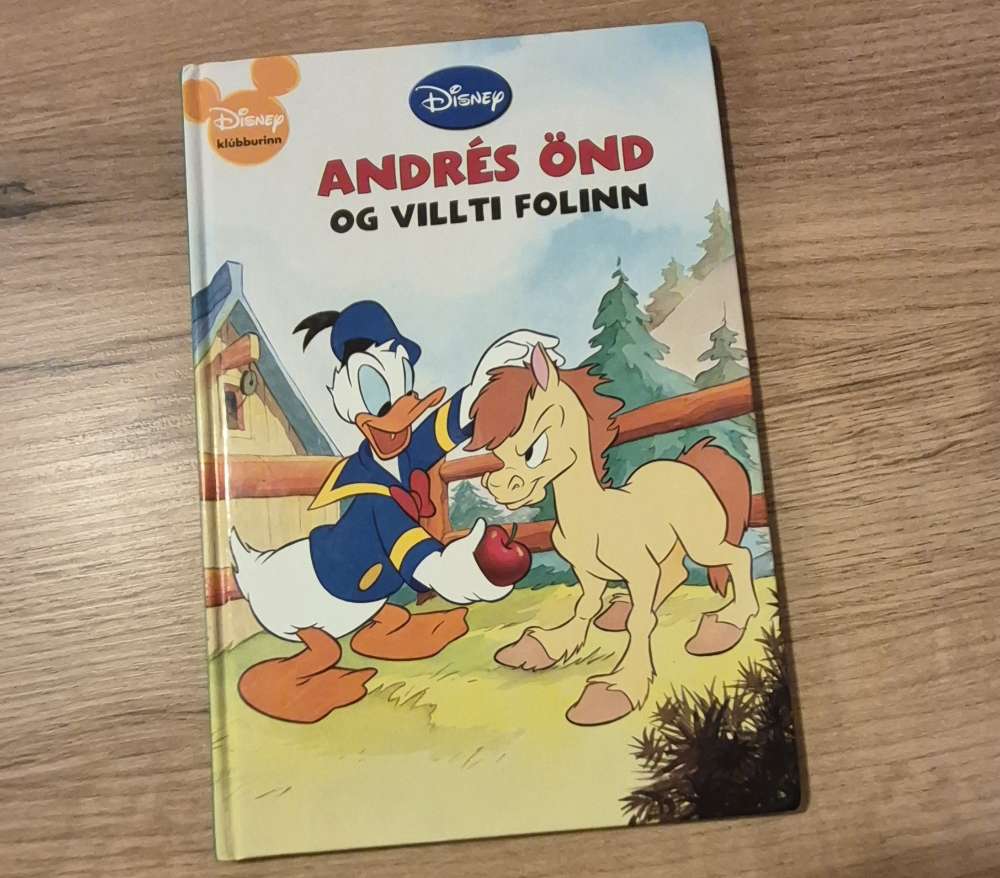 Disney
klúbburinn
Disney
ANDRÉS ÖND
OG VILLTI FOLINN